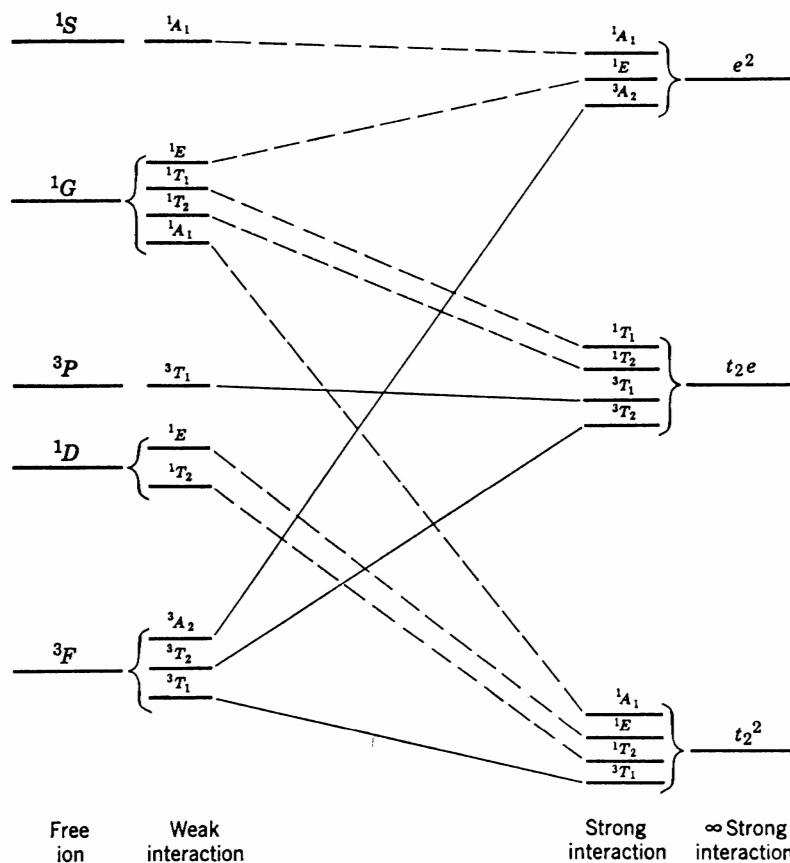 ¹S ¹A₁ ¹A₁
¹E e²
³A₂
¹E
¹T₁
¹G ¹T₂
¹A₁
¹T₁
¹T₂
³P ³T₁ ³T₁ t₂e
³T₂
¹E
¹D ¹T₂
³A₂
³F ³T₂
³T₁
¹A₁
¹E t₂²
¹T₂
³T₁
Free Weak Strong ∞ Strong
ion interaction interaction interaction